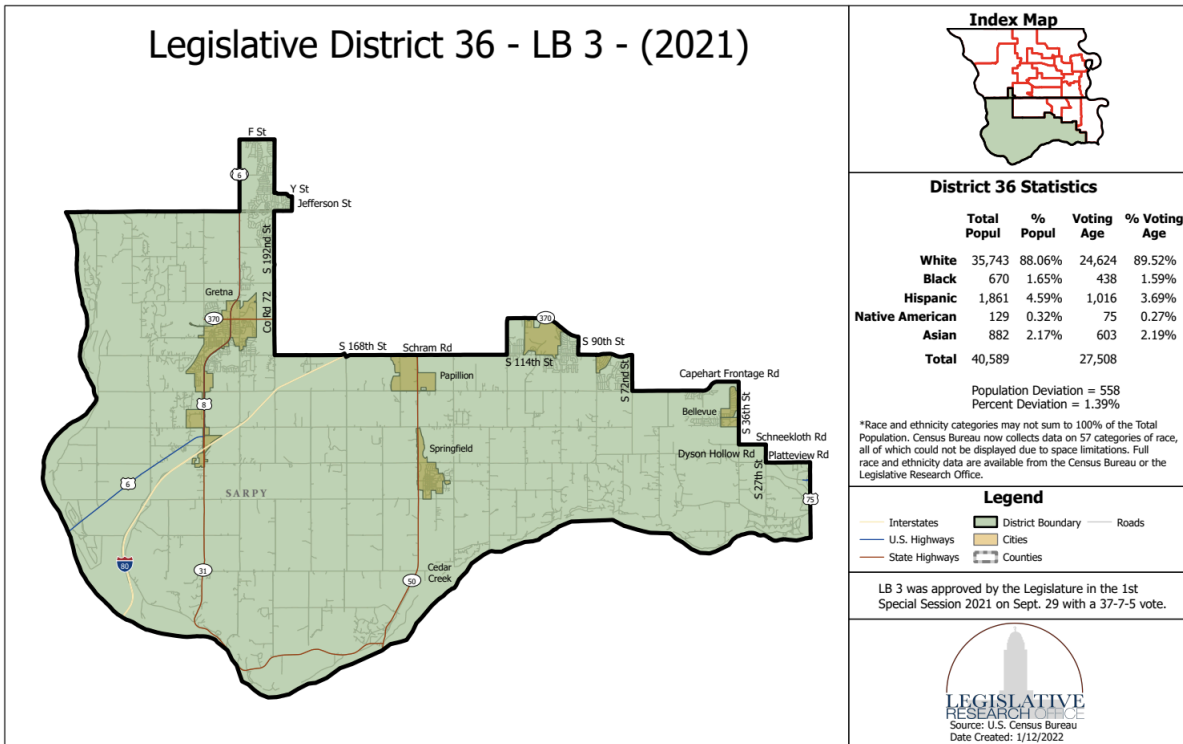 Legislative District 36 - LB 3 - (2021)
F St
6
Y St
Jefferson St
S 192nd St
Gretna
370
Co Rd 72
S 168th St
Schram Rd
370
S 114th St
S 90th St
S 72nd St
Capehart Frontage Rd
Papillion
8
Bellevue
S 36th St
Springfield
Schneekloth Rd
Dyson Hollow Rd
Platteview Rd
S 27th St
6
75
SARPY
80
31
Cedar
Creek
50
Index Map
District 36 Statistics
Total % Voting % Voting
Popul Popul Age Age
White 35,743 88.06% 24,624 89.52%
Black 670 1.65% 438 1.59%
Hispanic 1,861 4.59% 1,016 3.69%
Native American 129 0.32% 75 0.27%
Asian 882 2.17% 603 2.19%
Total 40,589 27,508
Population Deviation = 558
Percent Deviation = 1.39%
*Race and ethnicity categories may not sum to 100% of the Total
Population. Census Bureau now collects data on 57 categories of race,
all of which could not be displayed due to space limitations. Full
race and ethnicity data are available from the Census Bureau or the
Legislative Research Office.
Legend
Interstates District Boundary Roads
U.S. Highways Cities
State Highways Counties
LB 3 was approved by the Legislature in the 1st
Special Session 2021 on Sept. 29 with a 37-7-5 vote.
LEGISLATIVE
RESEARCH OFFICE
Source: U.S. Census Bureau
Date Created: 1/12/2022